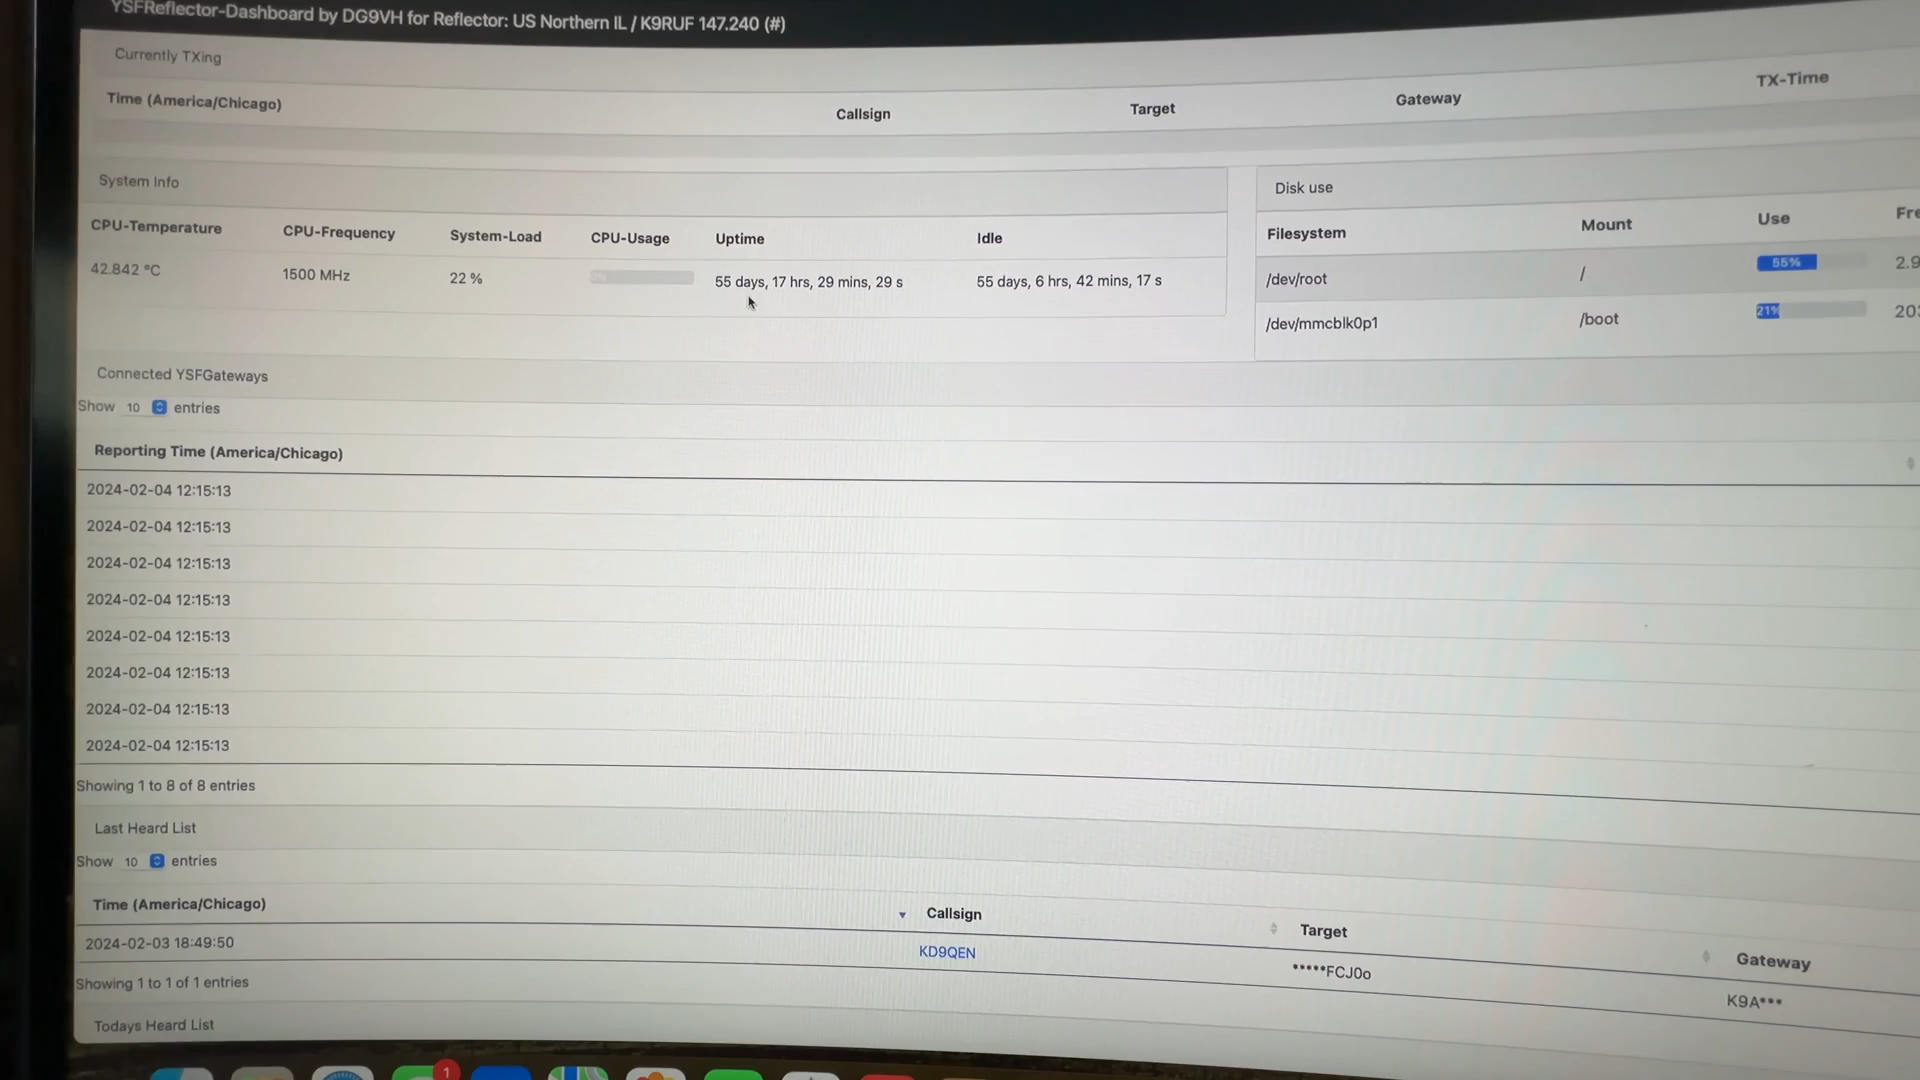 YSFReflector-Dashboard by DG9VH for Reflector: US Northern IL / K9RUF 147.240 (#)
Currently TXing
Time (America/Chicago) Callsign Target Gateway TX-Time
System Info
CPU-Temperature CPU-Frequency System-Load CPU-Usage Uptime Idle
42.842 °C 1500 MHz 22 % 55 days, 17 hrs, 29 mins, 29 s 55 days, 6 hrs, 42 mins, 17 s
Disk use
Filesystem Mount Use Fre
/dev/root / 55% 2.9
/dev/mmcblk0p1 /boot 21% 20
Connected YSFGateways
Show 10 entries
Reporting Time (America/Chicago)
2024-02-04 12:15:13
2024-02-04 12:15:13
2024-02-04 12:15:13
2024-02-04 12:15:13
2024-02-04 12:15:13
2024-02-04 12:15:13
2024-02-04 12:15:13
2024-02-04 12:15:13
Showing 1 to 8 of 8 entries
Last Heard List
Show 10 entries
Time (America/Chicago) Callsign Target Gateway
2024-02-03 18:49:50 KD9QEN *****FCJ0o K9A***
Showing 1 to 1 of 1 entries
Todays Heard List
1